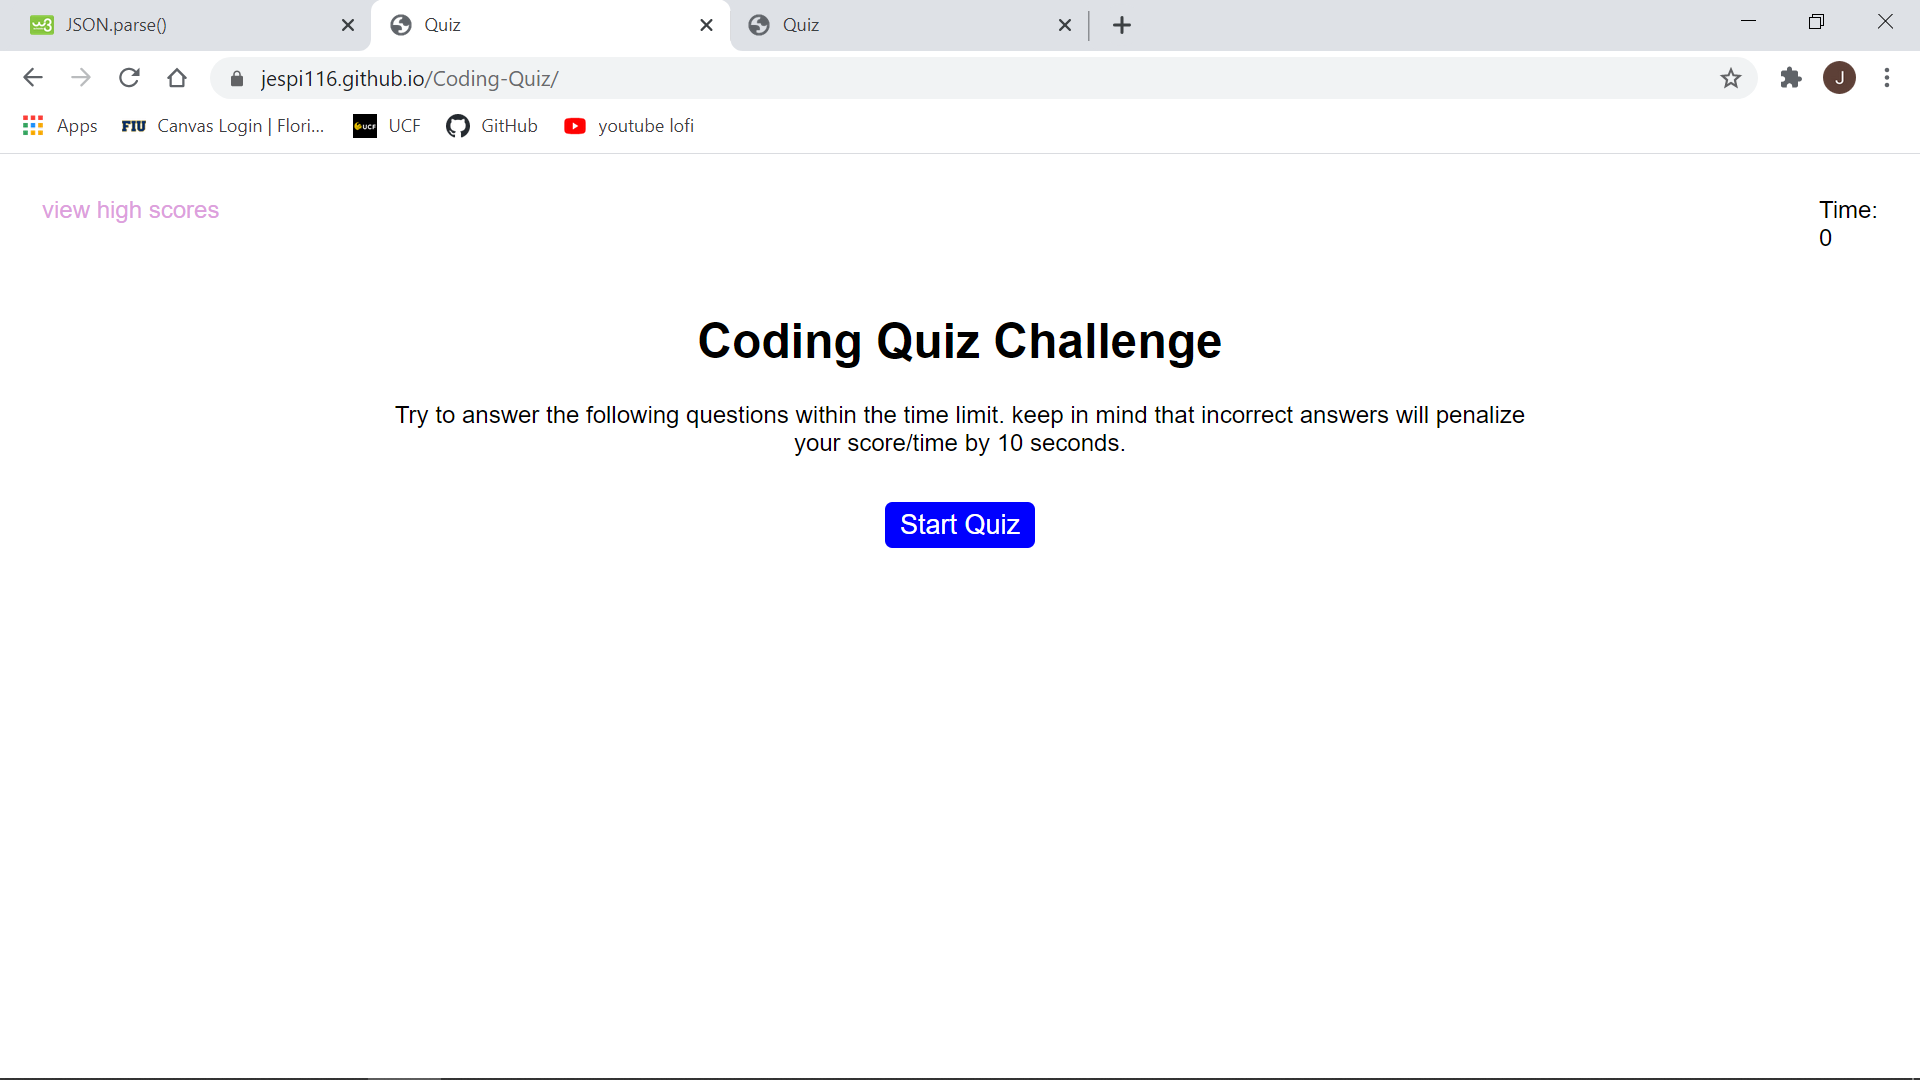 JSON.parse()
Quiz
Quiz
jespi116.github.io/Coding-Quiz/
J
Apps
FIU Canvas Login | Flori...
UCF UCF
GitHub
youtube lofi
view high scores
Time:
0
Coding Quiz Challenge
Try to answer the following questions within the time limit. keep in mind that incorrect answers will penalize
your score/time by 10 seconds.
Start Quiz